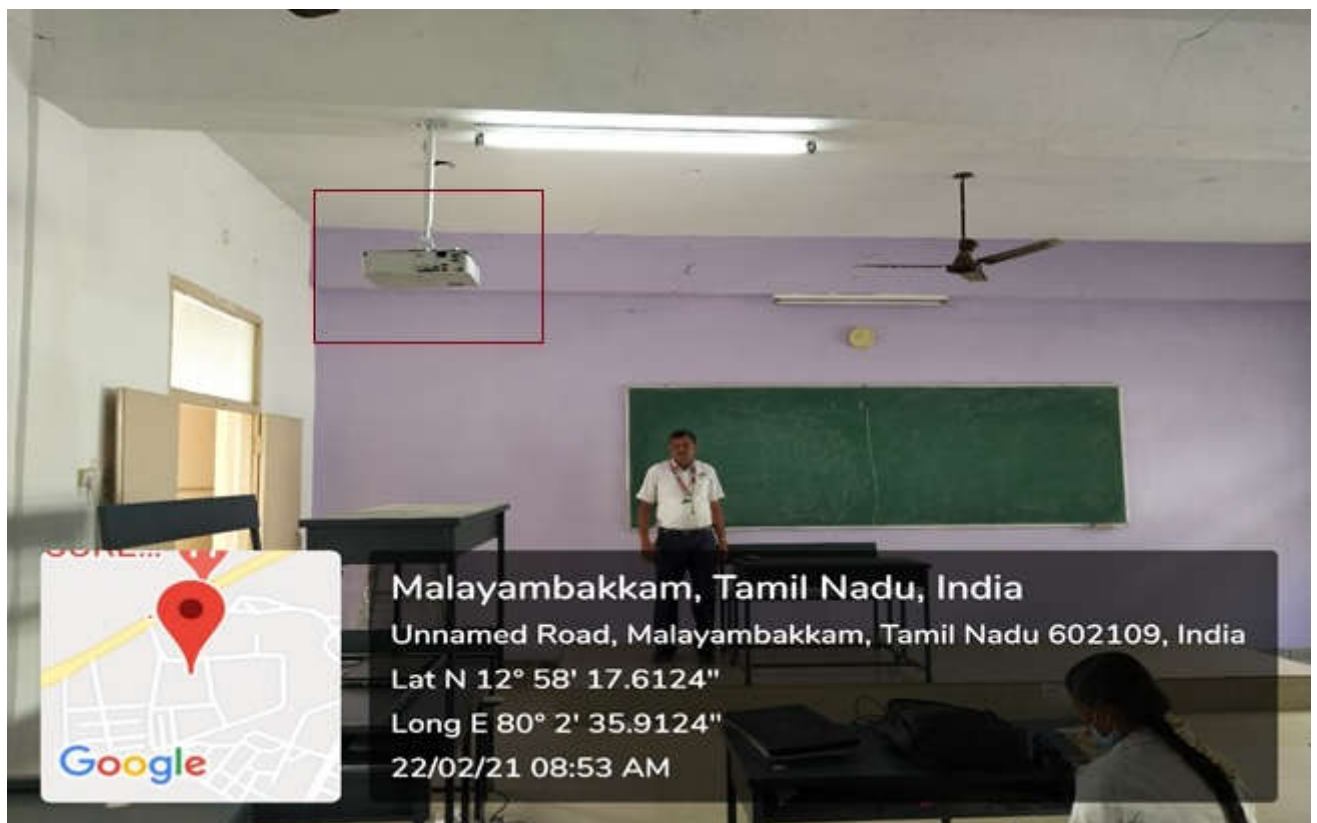 SURE...
Google
Malayambakkam, Tamil Nadu, India
Unnamed Road, Malayambakkam, Tamil Nadu 602109, India
Lat N 12° 58' 17.6124"
Long E 80° 2' 35.9124"
22/02/21 08:53 AM